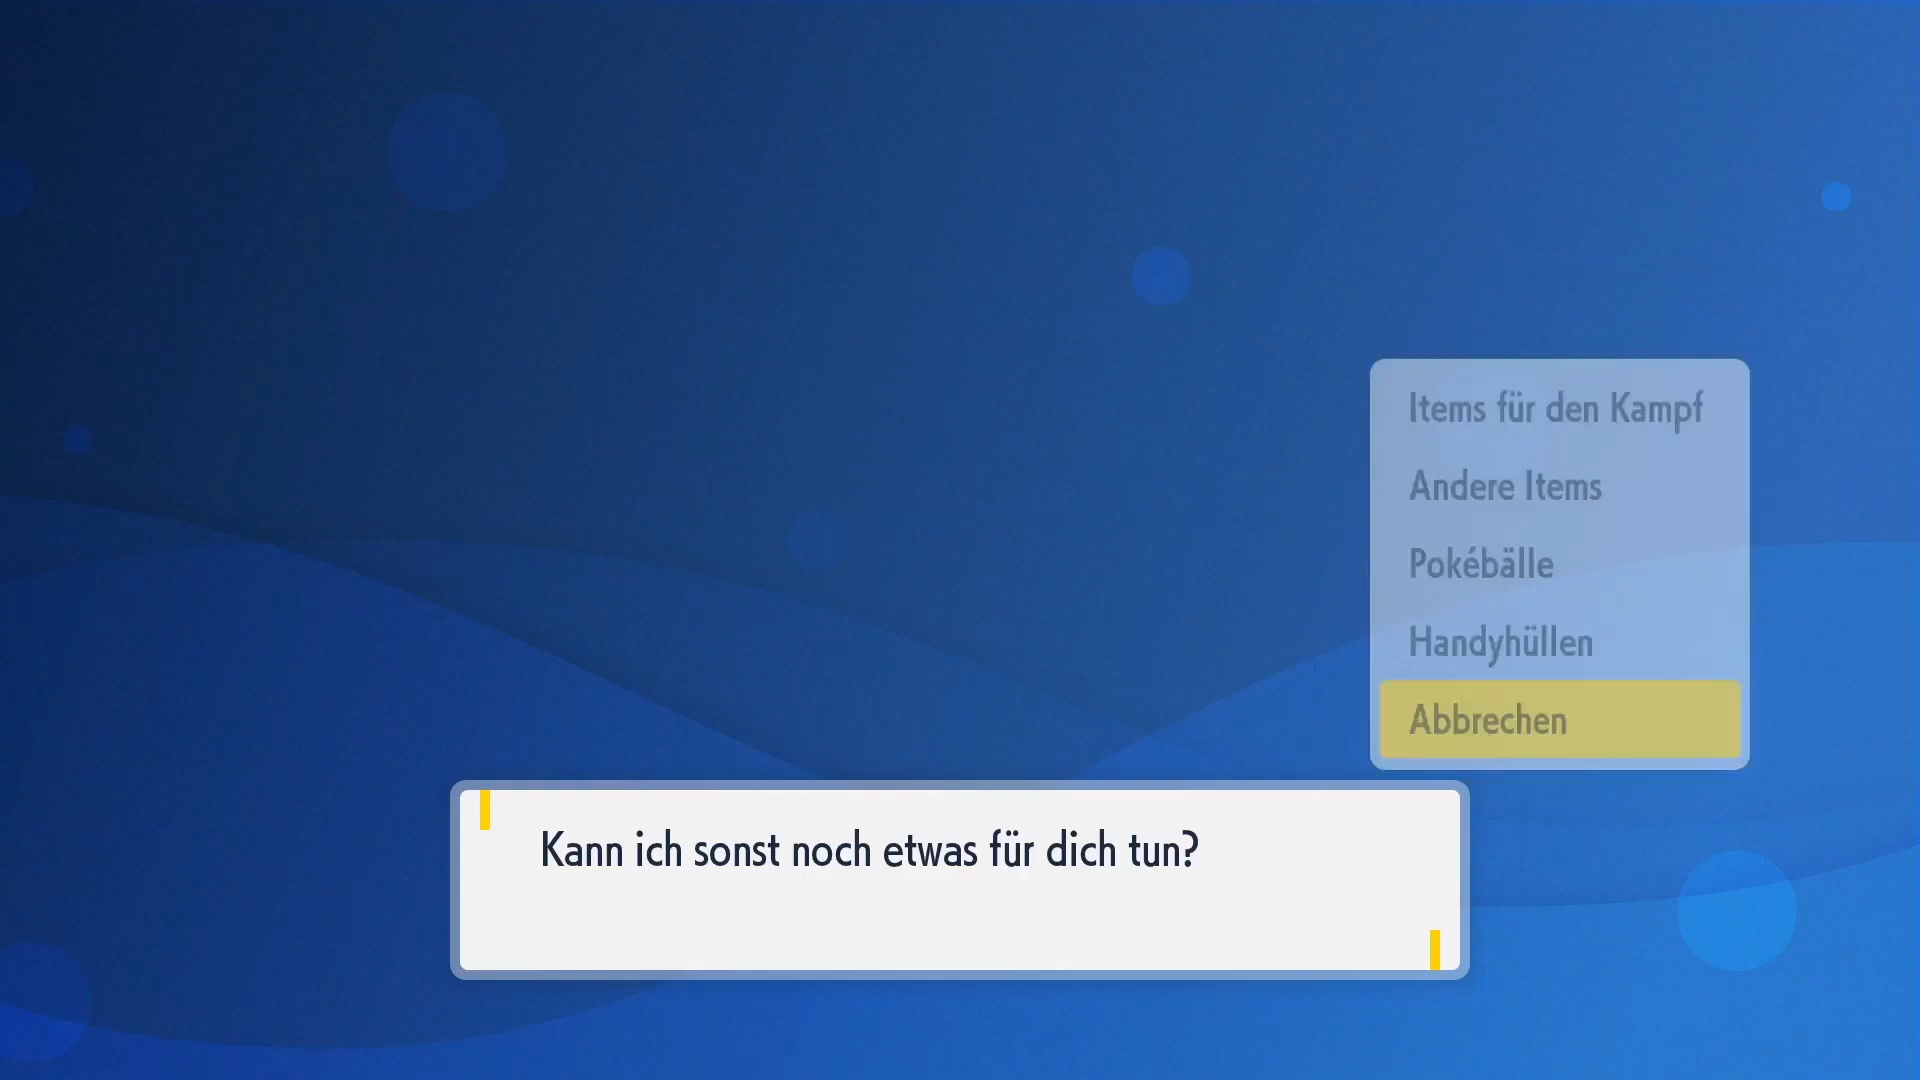 Items für den Kampf
Andere Items
Pokébälle
Handyhüllen
Abbrechen
Kann ich sonst noch etwas für dich tun?